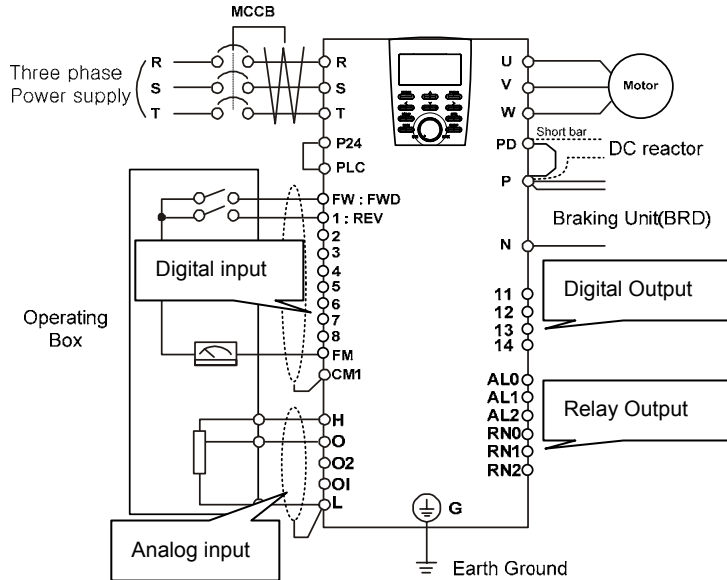 MCCB
Three phase
Power supply
R
S
T
R
S
T
P24
PLC
FW : FWD
1 : REV
2
3
4
5
6
7
8
FM
CM1
H
O
O2
OI
L
Digital input
Operating
Box
Analog input
U
V
W
Motor
PD
Short bar
DC reactor
P
Braking Unit(BRD)
N
11
12
13
14
Digital Output
AL0
AL1
AL2
RN0
RN1
RN2
Relay Output
G
Earth Ground